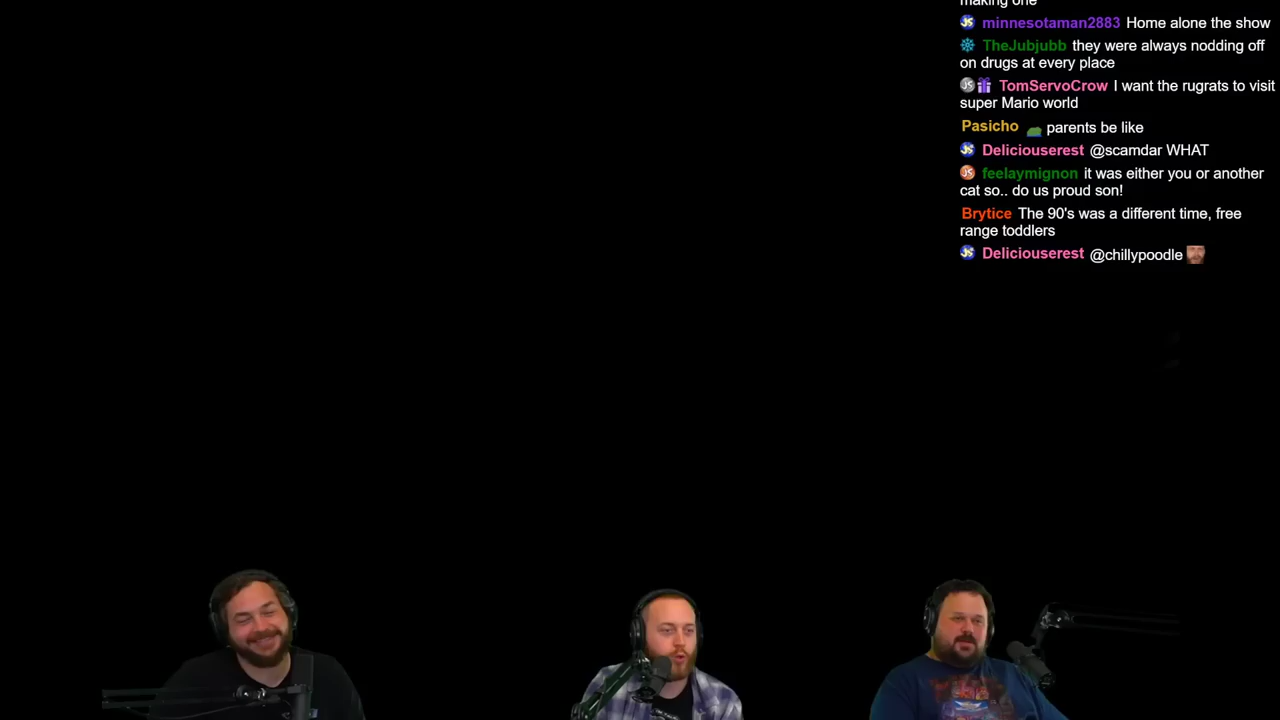 making one
minnesotaman2883 Home alone the show
TheJubjubb they were always nodding off
on drugs at every place
TomServoCrow I want the rugrats to visit
super Mario world
Pasicho parents be like
Deliciouserest @scamdar WHAT
feelaymignon it was either you or another
cat so.. do us proud son!
Brytice The 90's was a different time, free
range toddlers
Deliciouserest @chillypoodle